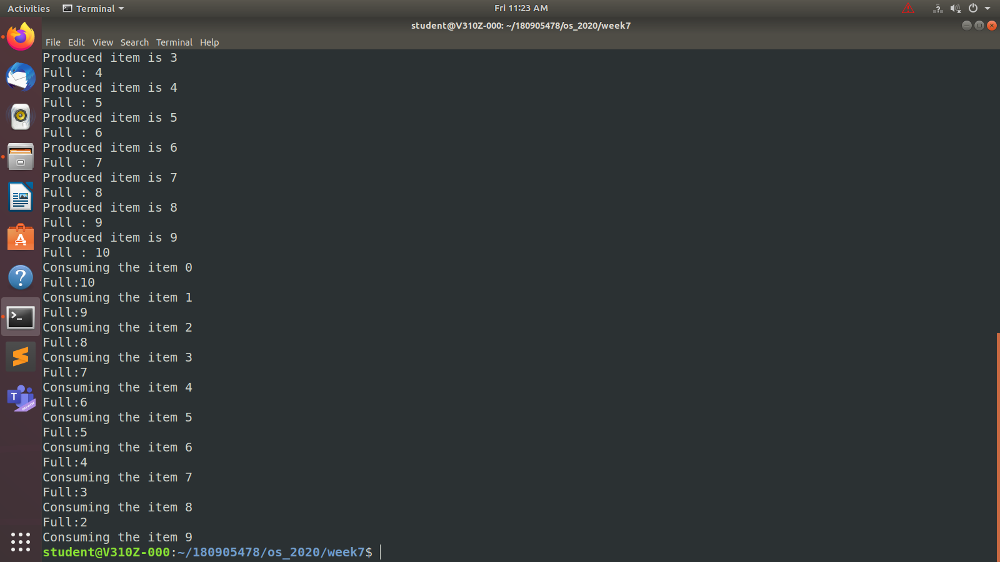 Activities Terminal Fri 11:23 AM
student@V310Z-000: ~/180905478/os_2020/week7
File Edit View Search Terminal Help
Produced item is 3
Full : 4
Produced item is 4
Full : 5
Produced item is 5
Full : 6
Produced item is 6
Full : 7
Produced item is 7
Full : 8
Produced item is 8
Full : 9
Produced item is 9
Full : 10
Consuming the item 0
Full:10
Consuming the item 1
Full:9
Consuming the item 2
Full:8
Consuming the item 3
Full:7
Consuming the item 4
Full:6
Consuming the item 5
Full:5
Consuming the item 6
Full:4
Consuming the item 7
Full:3
Consuming the item 8
Full:2
Consuming the item 9
student@V310Z-000:~/180905478/os_2020/week7$
T
PREVIEW